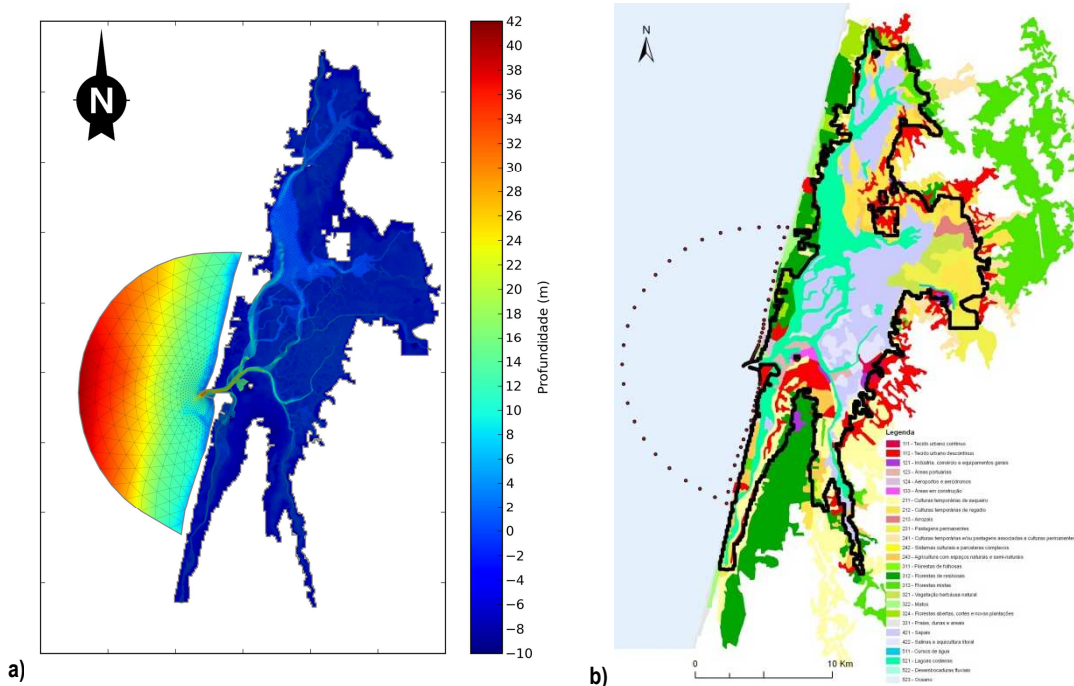 N
42
40
38
36
34
32
30
28
26
24
22
20
18
16
14
12
10
8
6
4
2
0
−2
−4
−6
−8
−10
Profundidade (m)
a)
N
Legenda
111 - Tecido urbano contínuo
112 - Tecido urbano descontínuo
121 - Indústria, comércio e equipamentos gerais
123 - Áreas portuárias
124 - Aeroportos e aeródromos
133 - Áreas em construção
211 - Culturas temporárias de sequeiro
212 - Culturas temporárias de regadio
213 - Arrozais
231 - Pastagens permanentes
241 - Culturas temporárias e/ou pastagens associadas a culturas permanentes
242 - Sistemas culturais e parcelares complexos
243 - Agricultura com espaços naturais e semi-naturais
311 - Florestas de folhosas
312 - Florestas de resinosas
313 - Florestas mistas
321 - Vegetação herbácea natural
322 - Matos
324 - Florestas abertas, cortes e novas plantações
331 - Praias, dunas e areais
421 - Sapais
422 - Salinas e aquicultura litoral
511 - Cursos de água
521 - Lagoas costeiras
522 - Desembocaduras fluviais
523 - Oceano
0 10 Km
b)